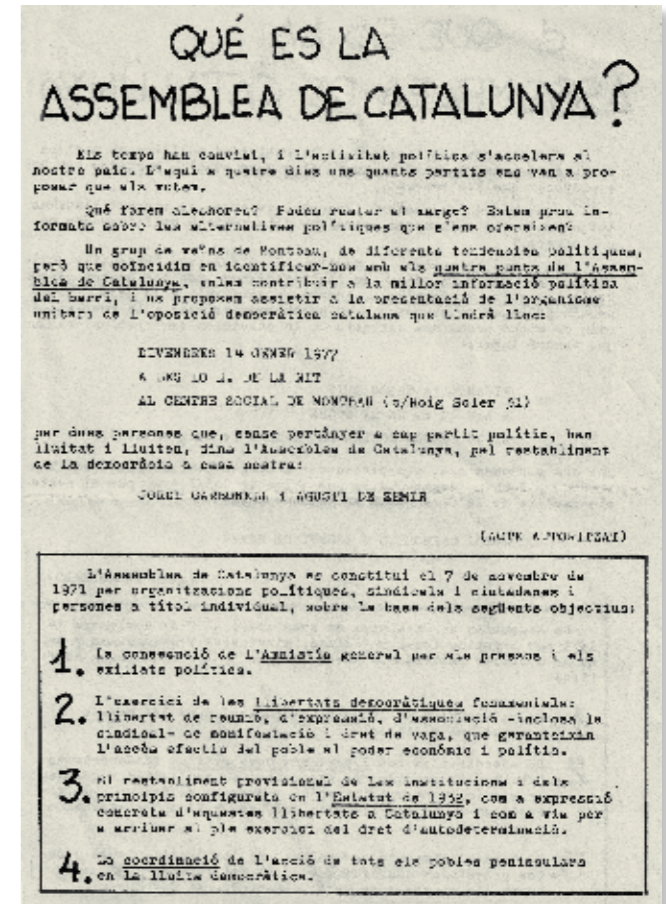 QUÉ ES LA
ASSEMBLEA DE CATALUNYA?
Els temps han canviat, i l'activitat política s'accelera al
nostre país. D'aquí a quatre dies uns quants partits ens van a pro-
posar que els votem.
Qué farem aleshores? Podem restar al marge? Estem prou in-
formats sobre les alternatives polítiques que s'ens ofereixen?
Un grup de veïns de Montbau, de diferents tendencies polítiques,
però que coincidim en identificar-nos amb els quatre punts de l'Assem-
blea de Catalunya, volem contribuir a la millor informació política
del barri, i us proposem assistir a la presentació de l'organisme
unitari de l'oposició democràtica catalana que tindrà lloc:
DIVENDRES 14 GENER 1977
A LES 10 H. DE LA NIT
AL CENTRE SOCIAL DE MONTBAU (c/Roig Soler 31)
per dues persones que, sense pertànyer a cap partit polític, han
lluitat i lluiten, dins l'Assemblea de Catalunya, pel restabliment
de la democràcia a casa nostra:
JORDI CARBONELL i AGUSTI DE SEMIR
(ACTE AUTORITZAT)
L'Assemblea de Catalunya es constituí el 7 de novembre de
1971 per organitzacions polítiques, sindicals i ciutadanes i
persones a títol individual, sobre la base dels següents objectius:
1. La consecució de l'Amnistía general per als presos i els
exiliats polítics.
2. L'exercici de les llibertats democràtiques fonamentals:
llibertat de reunió, d'expressió, d'associació -inclosa la
sindical- de manifestació i dret de vaga, que garanteixin
l'accés efectiu del poble al poder econòmic i polític.
3. El restabliment provisional de les institucions i dels
principis configurats en l'Estatut de 1932, com a expressió
concreta d'aquestes llibertats a Catalunya i com a via per
a arribar al ple exercici del dret d'autodeterminació.
4. La coordinació de l'acció de tots els pobles peninsulars
en la lluita democràtica.